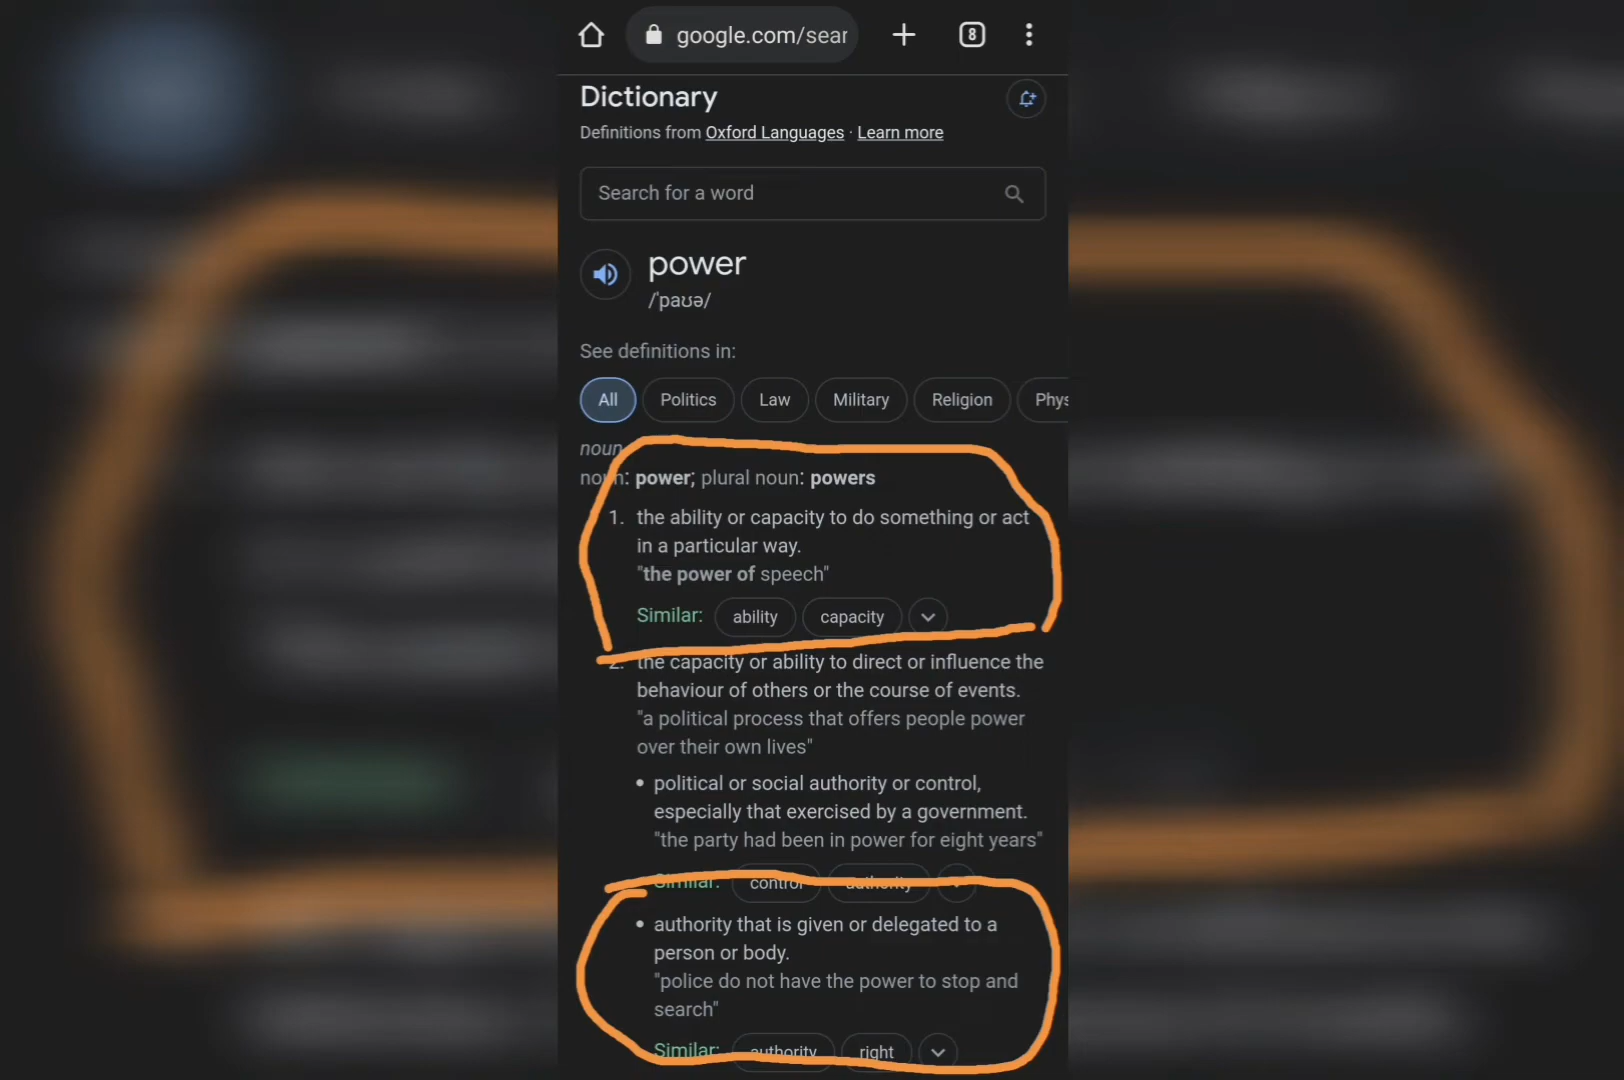 google.com/sear
8
Dictionary
Definitions from Oxford Languages · Learn more
Search for a word
power
/ˈpaʊə/
See definitions in:
All Politics Law Military Religion Phys
noun
noun: power; plural noun: powers
1. the ability or capacity to do something or act
in a particular way.
"the power of speech"
Similar: ability capacity
2. the capacity or ability to direct or influence the
behaviour of others or the course of events.
"a political process that offers people power
over their own lives"
• political or social authority or control,
especially that exercised by a government.
"the party had been in power for eight years"
Similar: control authority
• authority that is given or delegated to a
person or body.
"police do not have the power to stop and
search"
Similar: authority right